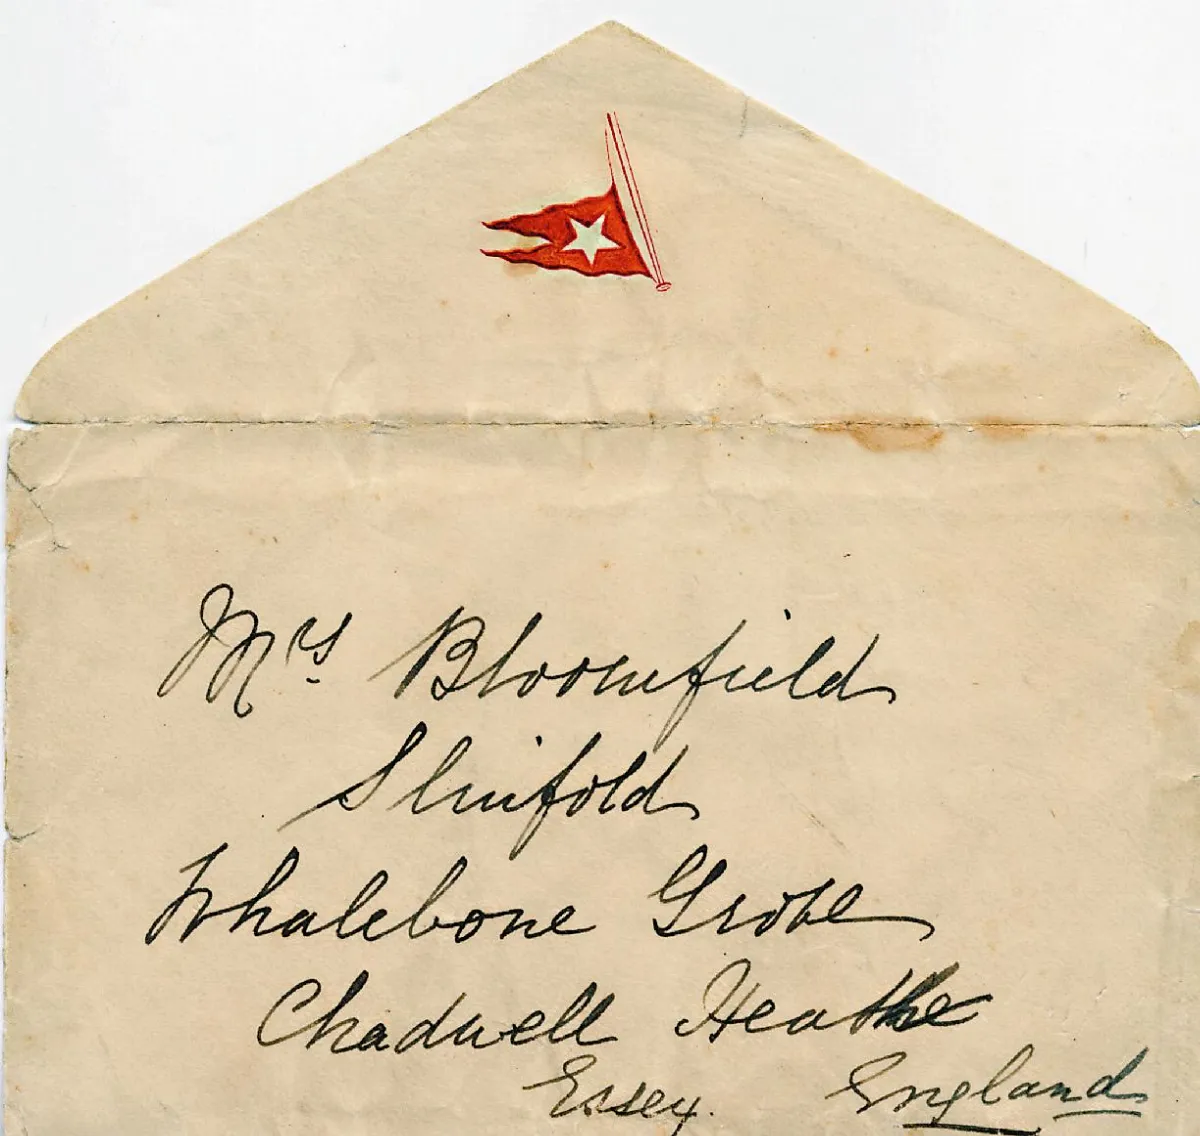 Mrs. Bloomfield
Slinfold
Whalebone Grove
Chadwell Heath
Essex. England